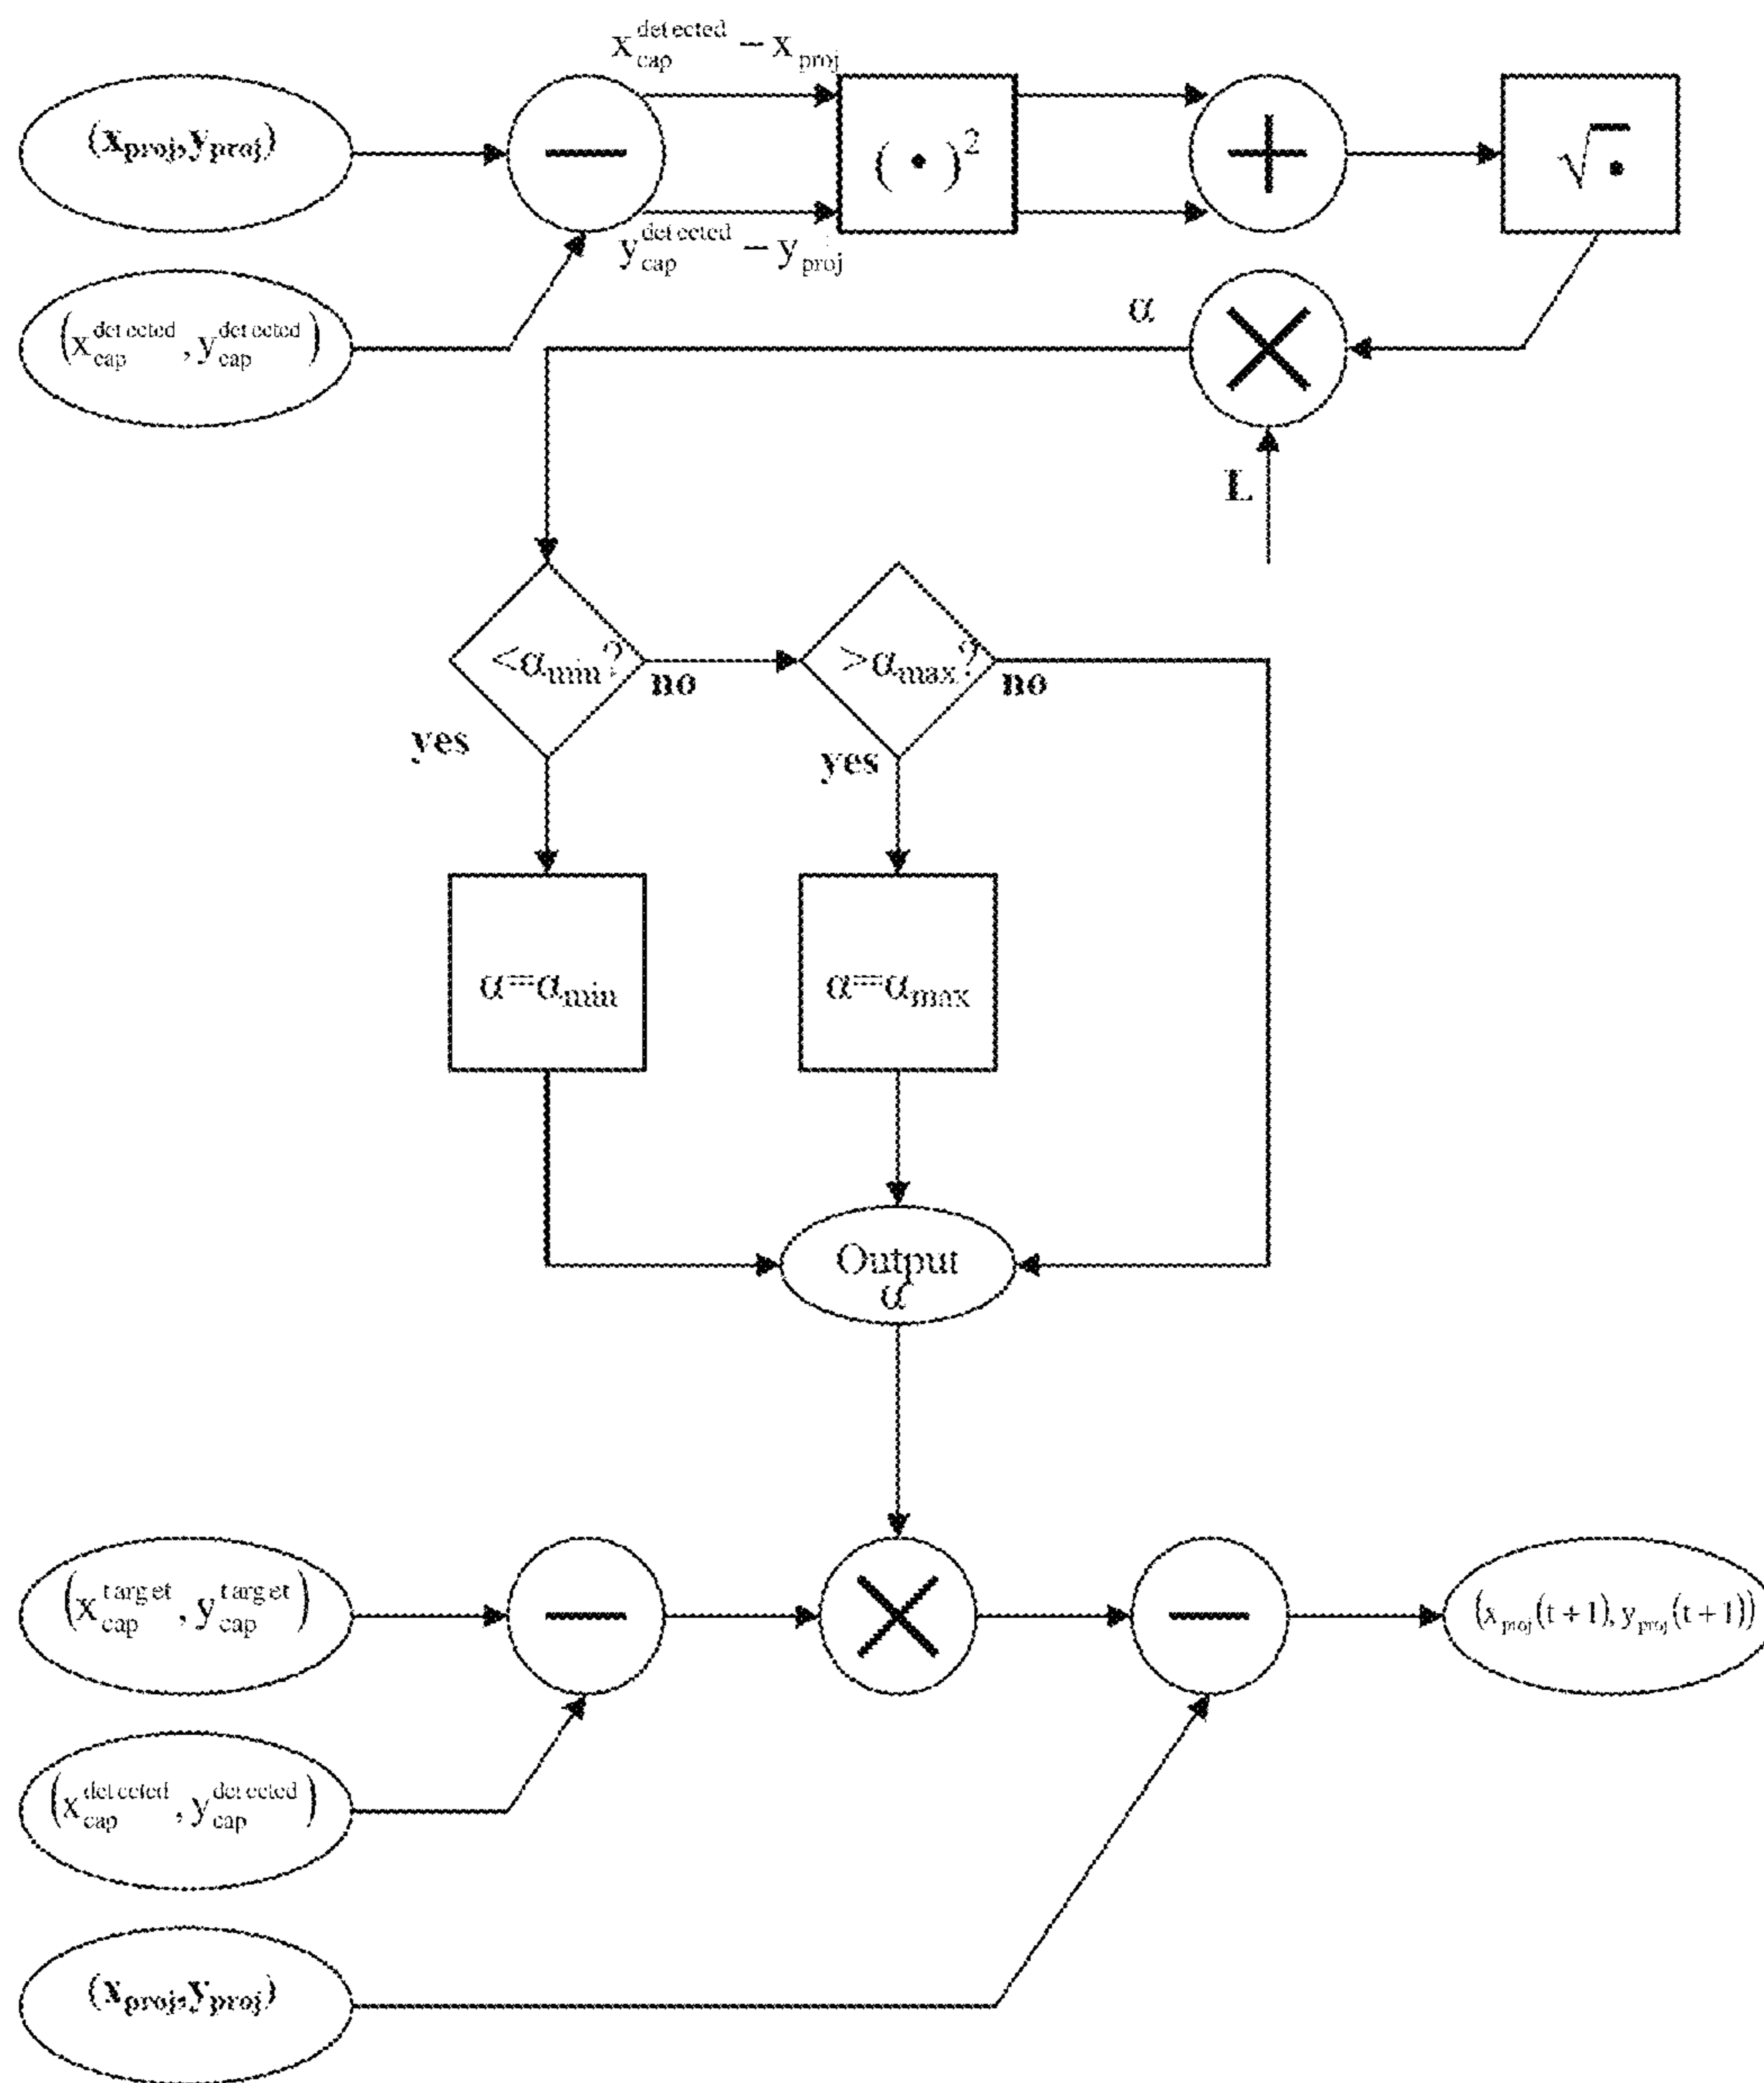 x_cap^detected − x_proj
(x_proj,y_proj)
(•)²
+
√•
y_cap^detected − y_proj
(x_cap^detected, y_cap^detected)
α
L
<α_min?
no
>α_max?
no
yes
yes
α=α_min
α=α_max
Output
α
(x_cap^target, y_cap^target)
(x_proj(t+1), y_proj(t+1))
(x_cap^detected, y_cap^detected)
(x_proj,y_proj)